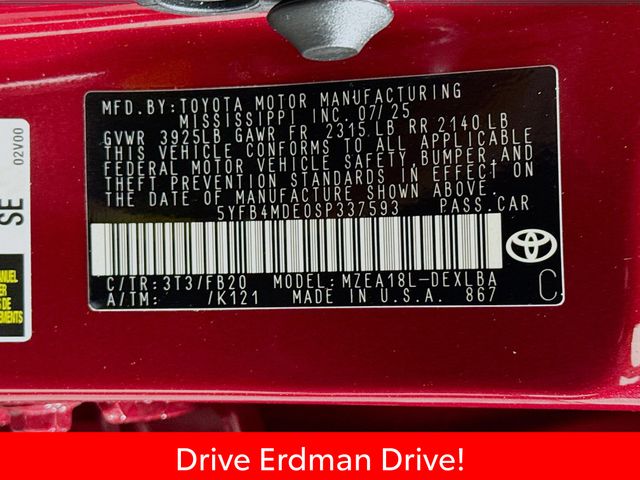 MFD.BY:TOYOTA MOTOR MANUFACTURING
MISSISSIPPI INC. 07/25
GVWR 3925LB GAWR FR 2315LB RR 2140LB
THIS VEHICLE CONFORMS TO ALL APPLICABLE
FEDERAL MOTOR VEHICLE SAFETY, BUMPER, AND
THEFT PREVENTION STANDARDS IN EFFECT ON
THE DATE OF MANUFACTURE SHOWN ABOVE.
5YFB4MDE0SP337593 PASS.CAR
C/TR: 3T3/FB20 MODEL: MZEA18L-DEXLBA
A/TM: /K121 MADE IN U.S.A. 867 C
02V00
SE
DE
EMENTS
Drive Erdman Drive!